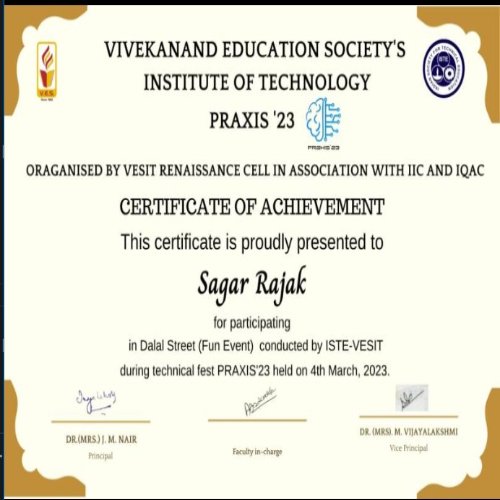 VIVEKANAND EDUCATION SOCIETY'S
INSTITUTE OF TECHNOLOGY
PRAXIS '23
PRAXIS'23
V.E.S.
ISTE
ORAGANISED BY VESIT RENAISSANCE CELL IN ASSOCIATION WITH IIC AND IQAC
CERTIFICATE OF ACHIEVEMENT
This certificate is proudly presented to
Sagar Rajak
for participating
in Dalal Street (Fun Event) conducted by ISTE-VESIT
during technical fest PRAXIS'23 held on 4th March, 2023.
DR.(MRS.) J. M. NAIR
Principal
Faculty in-charge
DR. (MRS). M. VIJAYALAKSHMI
Vice Principal